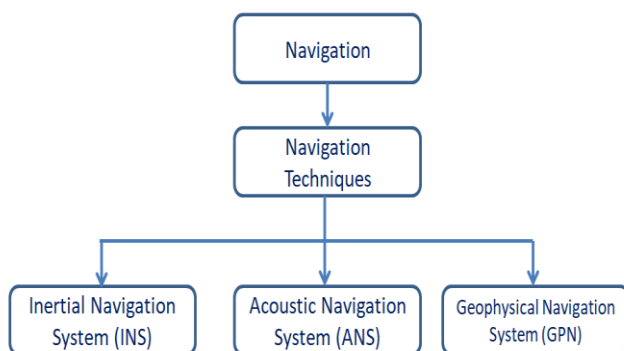 Navigation
Navigation
Techniques
Inertial Navigation
System (INS)
Acoustic Navigation
System (ANS)
Geophysical Navigation
System (GPN)